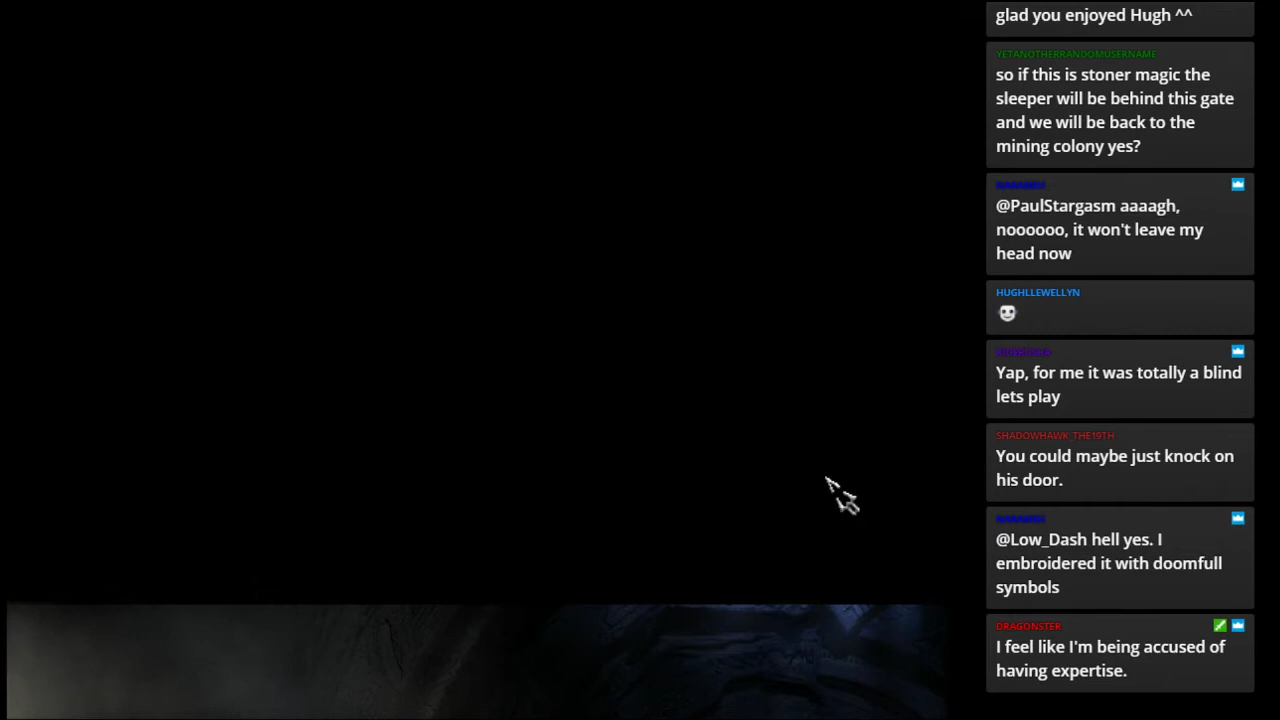 glad you enjoyed Hugh ^^
YETANOTHERRANDOMUSERNAME
so if this is stoner magic the
sleeper will be behind this gate
and we will be back to the
mining colony yes?
@PaulStargasm aaaagh,
noooooo, it won't leave my
head now
HUGHLLEWELLYN
Yap, for me it was totally a blind
lets play
SHADOWHAWK_THE19TH
You could maybe just knock on
his door.
@Low_Dash hell yes. I
embroidered it with doomfull
symbols
DRAGONSTER
I feel like I'm being accused of
having expertise.